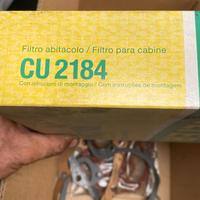 Filtro abitacolo / Filtro para cabine
CU 2184
Con istruzioni di montaggio / Com instruções de montagem